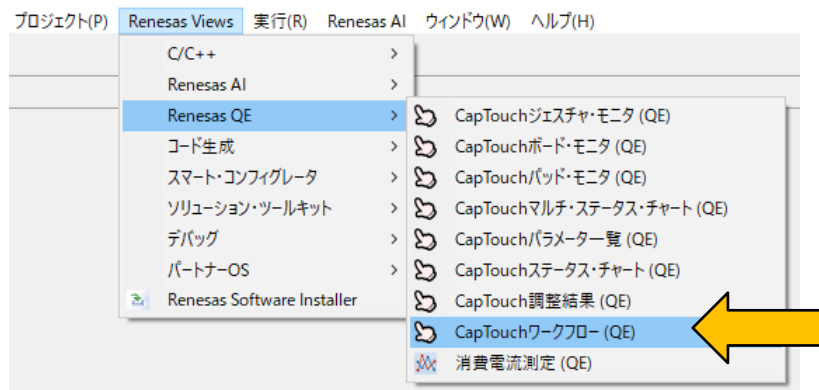 プロジェクト(P) Renesas Views 実行(R) Renesas AI ウィンドウ(W) ヘルプ(H)
C/C++ >
Renesas AI >
Renesas QE >
コード生成 >
スマート・コンフィグレータ >
ソリューション・ツールキット >
デバッグ >
パートナーOS >
Renesas Software Installer
CapTouchジェスチャ・モニタ (QE)
CapTouchボード・モニタ (QE)
CapTouchパッド・モニタ (QE)
CapTouchマルチ・ステータス・チャート (QE)
CapTouchパラメーター覧 (QE)
CapTouchステータス・チャート (QE)
CapTouch調整結果 (QE)
CapTouchワークフロー (QE)
消費電流測定 (QE)